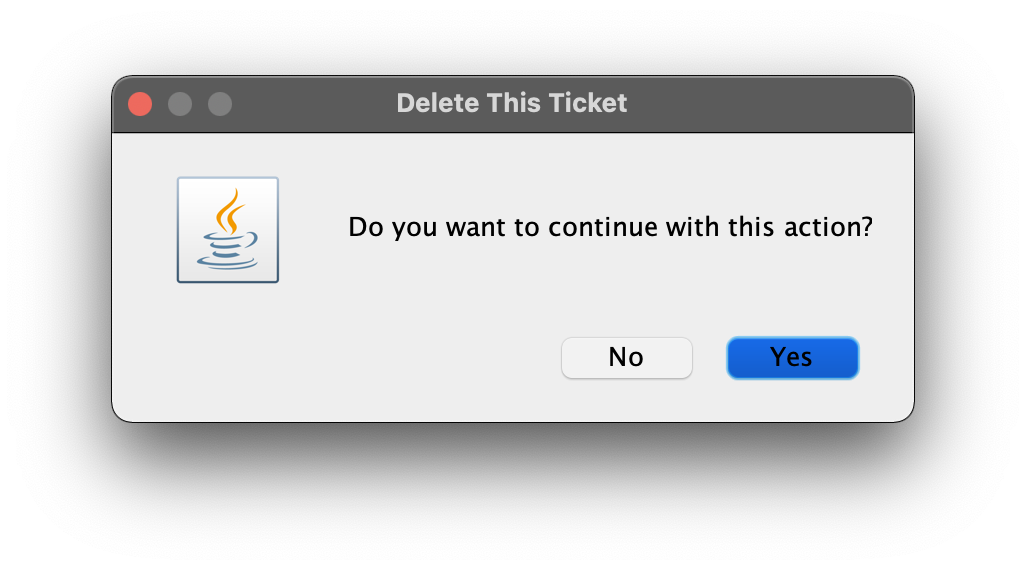 Delete This Ticket
Do you want to continue with this action?
No
Yes